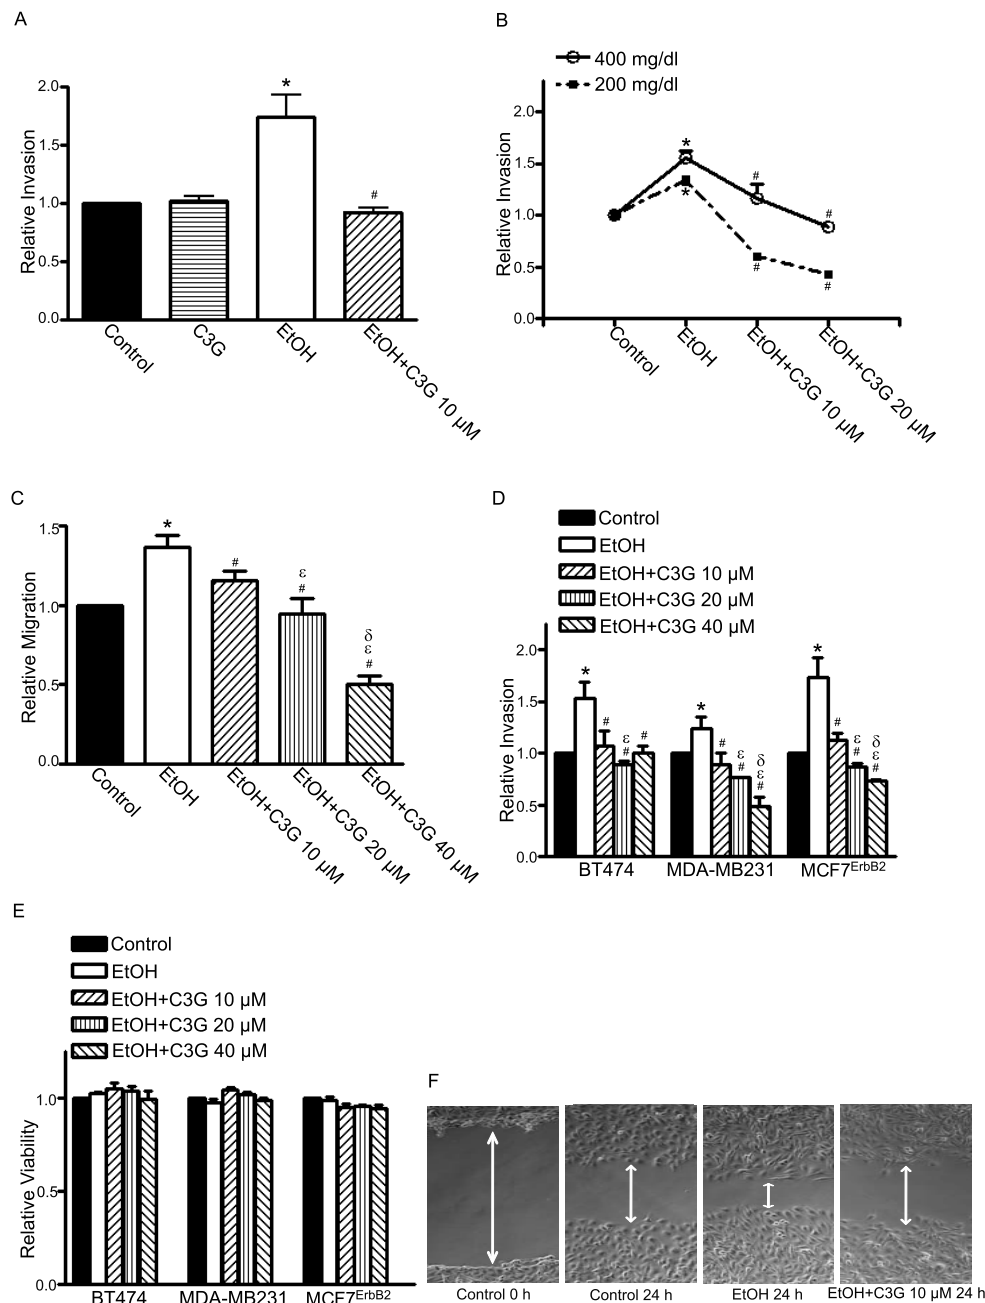 A
Relative Invasion
2.0
1.5
1.0
0.5
0.0
*
#
Control
C3G
EtOH
EtOH+C3G 10 µM
B
400 mg/dl
200 mg/dl
Relative Invasion
2.0
1.5
1.0
0.5
0.0
*
*
#
#
#
#
Control
EtOH
EtOH+C3G 10 µM
EtOH+C3G 20 µM
C
Relative Migration
1.5
1.0
0.5
0.0
*
#
ε
#
δ
ε
#
Control
EtOH
EtOH+C3G 10 µM
EtOH+C3G 20 µM
EtOH+C3G 40 µM
D
Control
EtOH
EtOH+C3G 10 µM
EtOH+C3G 20 µM
EtOH+C3G 40 µM
Relative Invasion
2.0
1.5
1.0
0.5
0.0
*
#
ε
#
#
*
#
ε
#
δ
ε
#
*
#
ε
#
δ
ε
#
BT474
MDA-MB231
MCF7ErbB2
E
Control
EtOH
EtOH+C3G 10 µM
EtOH+C3G 20 µM
EtOH+C3G 40 µM
Relative Viability
1.0
0.5
0.0
BT474
MDA-MB231
MCF7ErbB2
F
Control 0 h
Control 24 h
EtOH 24 h
EtOH+C3G 10 µM 24 h